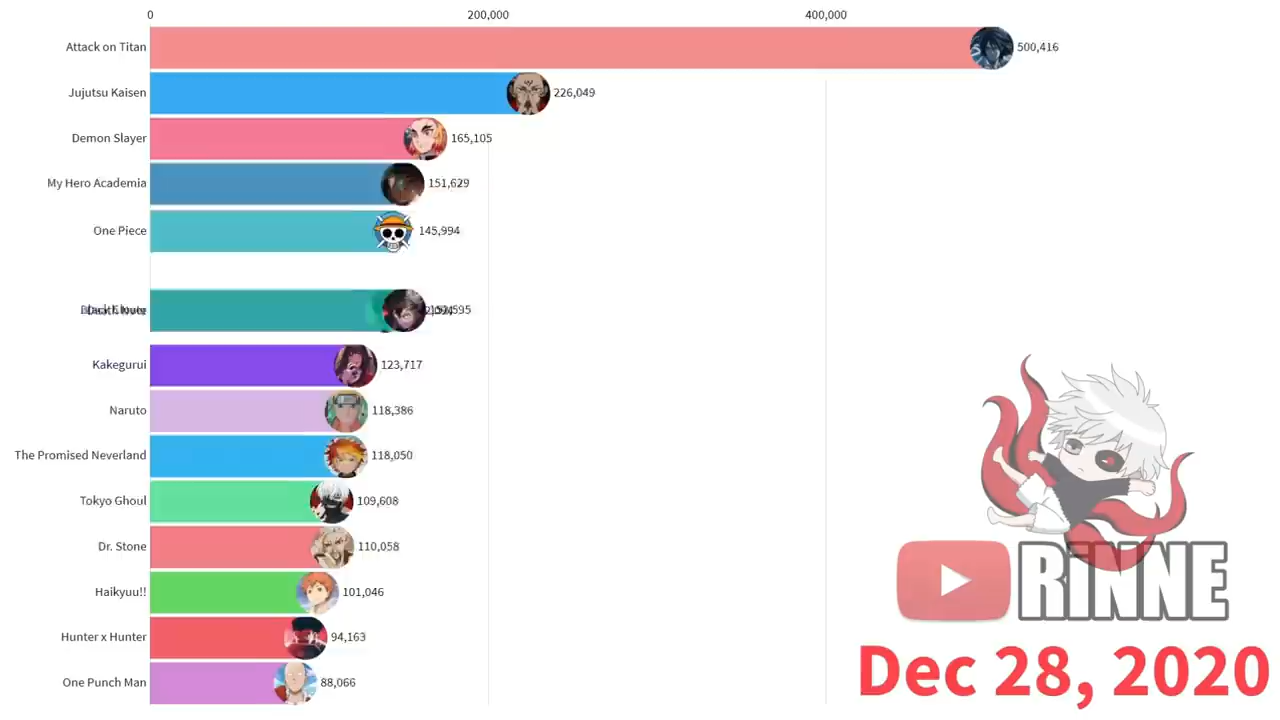 0 200,000 400,000
Attack on Titan 500,416
Jujutsu Kaisen 226,049
Demon Slayer 165,105
My Hero Academia 151,629
One Piece 145,994
Kakegurui 123,717
Naruto 118,386
The Promised Neverland 118,050
Tokyo Ghoul 109,608
Dr. Stone 110,058
Haikyuu!! 101,046
Hunter x Hunter 94,163
One Punch Man 88,066
RiNNE
Dec 28, 2020